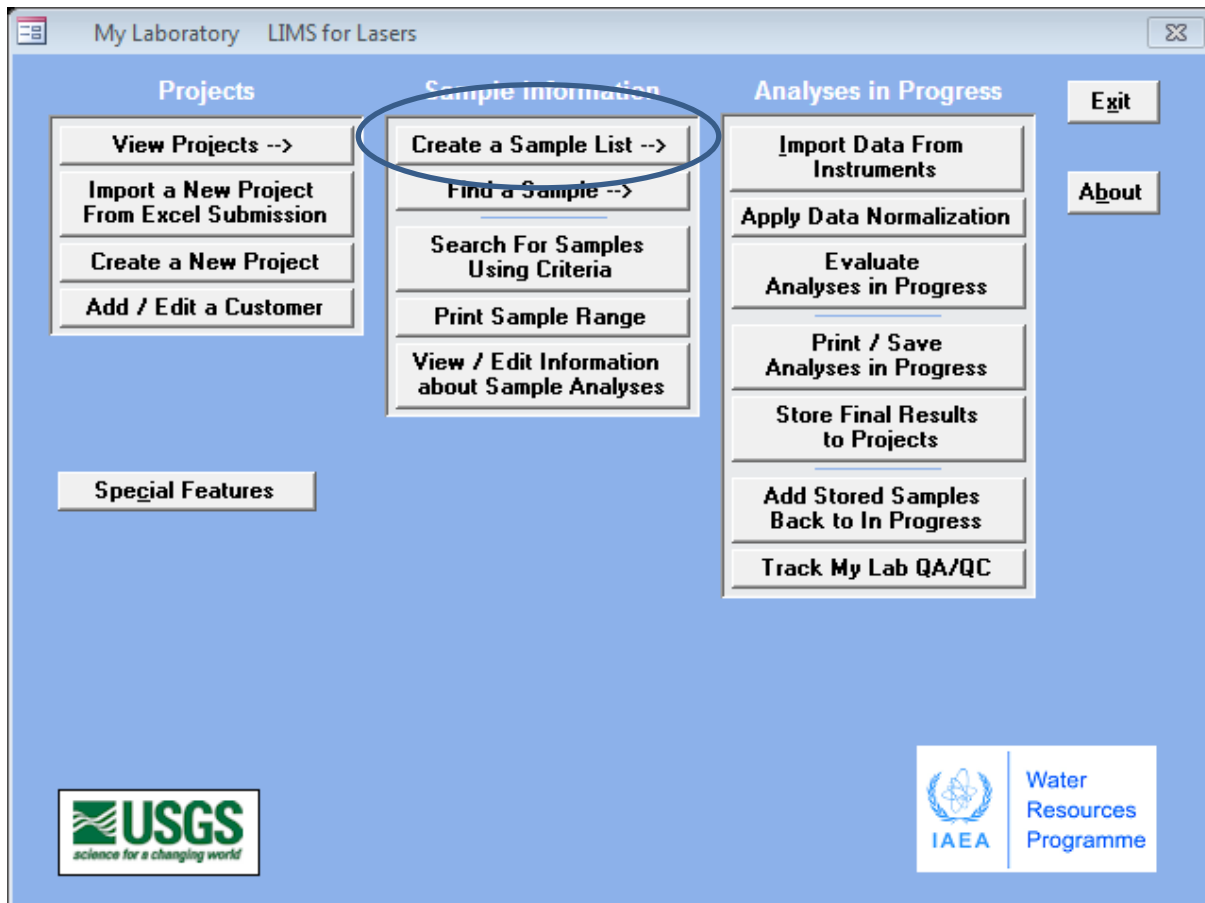 My Laboratory LIMS for Lasers
Projects
View Projects -->
Import a New Project
From Excel Submission
Create a New Project
Add / Edit a Customer
Special Features
Sample Information
Create a Sample List -->
Find a Sample -->
Search For Samples
Using Criteria
Print Sample Range
View / Edit Information
about Sample Analyses
Analyses in Progress
Import Data From
Instruments
Apply Data Normalization
Evaluate
Analyses in Progress
Print / Save
Analyses in Progress
Store Final Results
to Projects
Add Stored Samples
Back to In Progress
Track My Lab QA/QC
Exit
About
USGS
science for a changing world
IAEA
Water
Resources
Programme